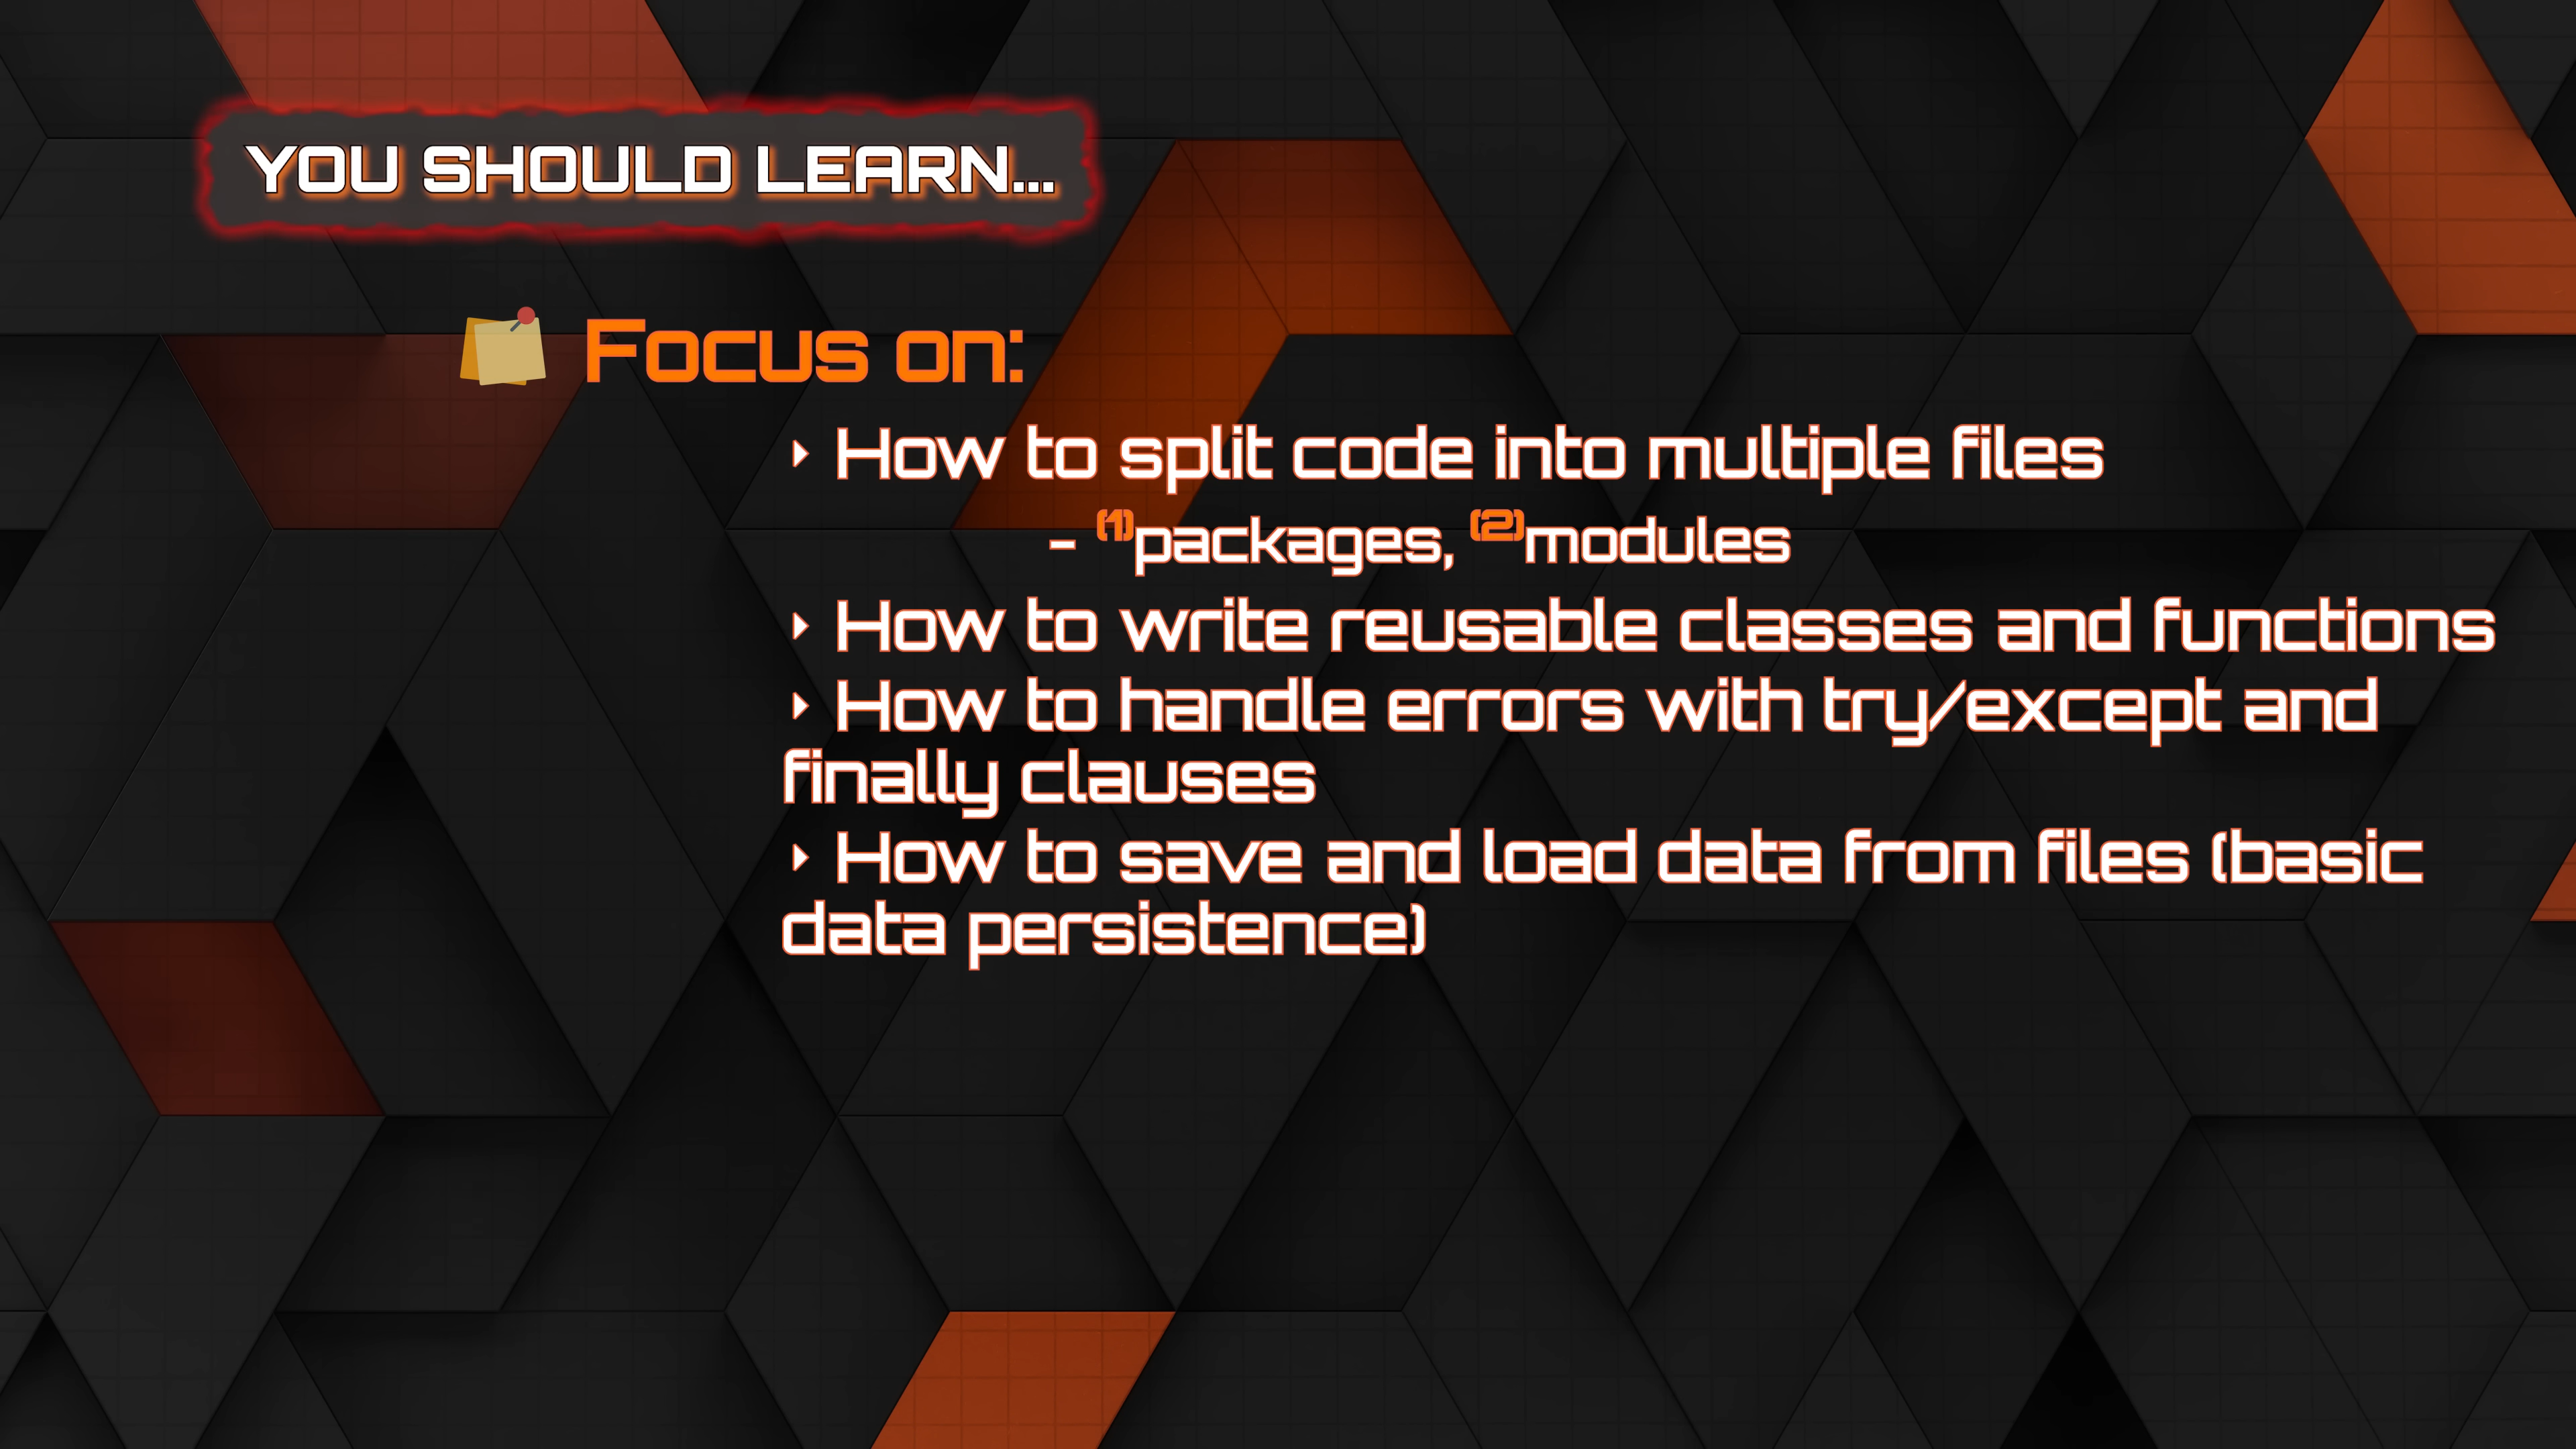 YOU SHOULD LEARN...
Focus on:
‣ How to split code into multiple files
- (1)packages, (2)modules
‣ How to write reusable classes and functions
‣ How to handle errors with try/except and
finally clauses
‣ How to save and load data from files (basic
data persistence)